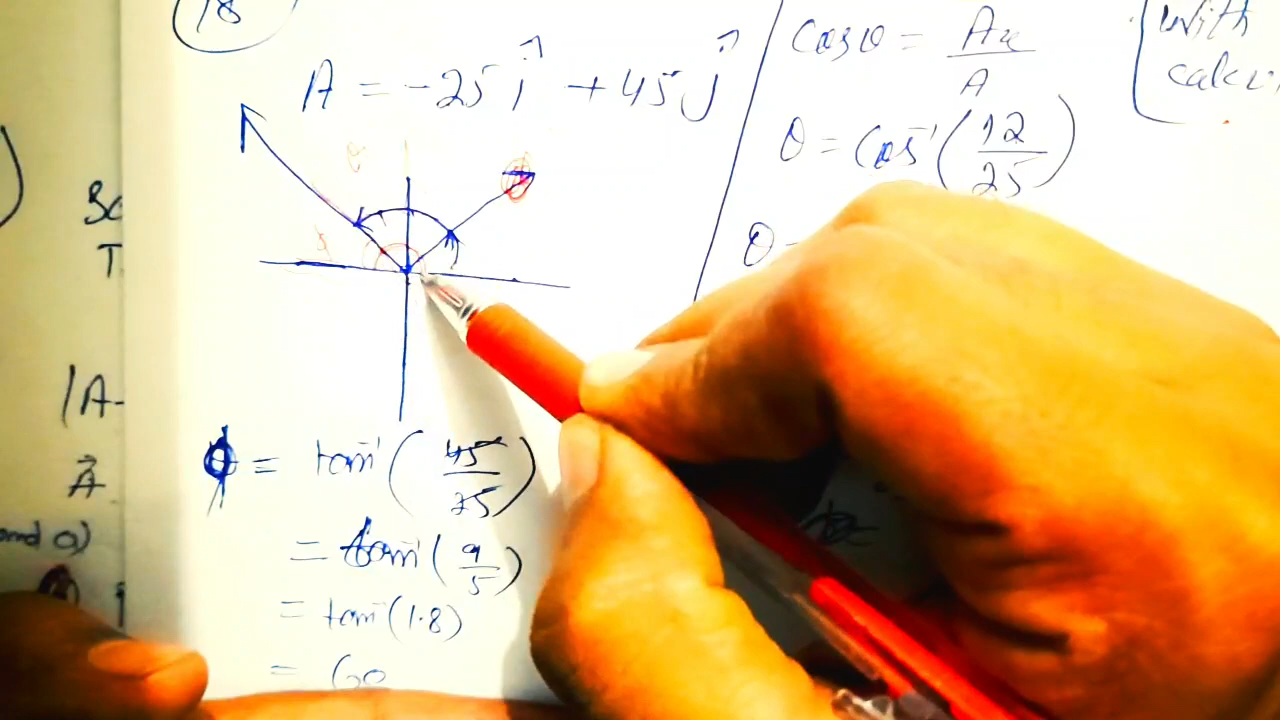 18
A = -25 î + 45 ĵ
φ = tan⁻¹ (45/25)
= tan⁻¹ (9/5)
= tan⁻¹ (1.8)
= 60
cos θ = Ax/A
θ = cos⁻¹ (12/25)
θ
with
|A
A⃗
and a)